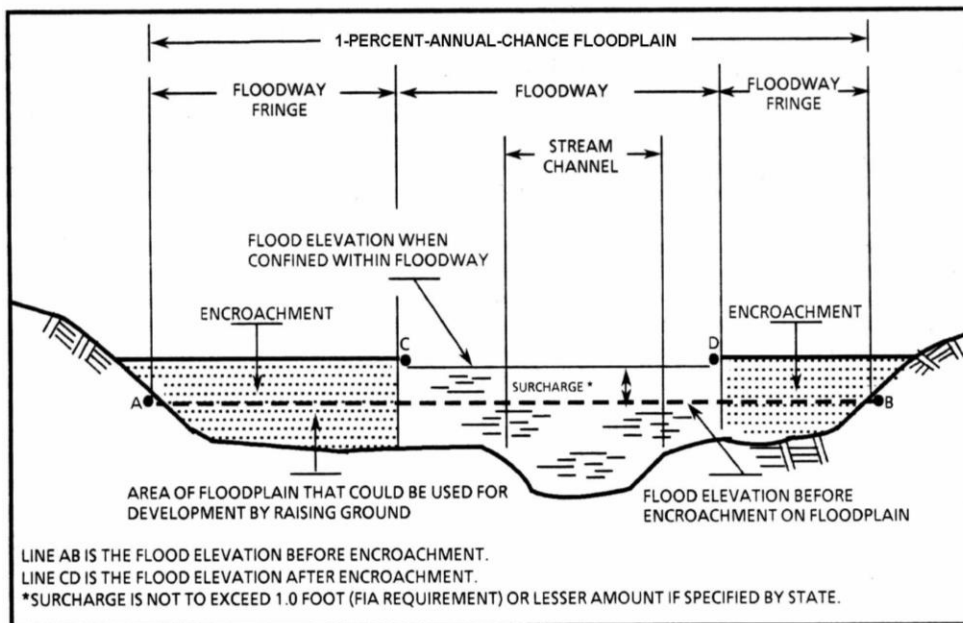 1-PERCENT-ANNUAL-CHANCE FLOODPLAIN
FLOODWAY
FRINGE
FLOODWAY
FLOODWAY
FRINGE
STREAM
CHANNEL
FLOOD ELEVATION WHEN
CONFINED WITHIN FLOODWAY
ENCROACHMENT
ENCROACHMENT
C
D
SURCHARGE *
A
B
AREA OF FLOODPLAIN THAT COULD BE USED FOR
DEVELOPMENT BY RAISING GROUND
FLOOD ELEVATION BEFORE
ENCROACHMENT ON FLOODPLAIN
LINE AB IS THE FLOOD ELEVATION BEFORE ENCROACHMENT.
LINE CD IS THE FLOOD ELEVATION AFTER ENCROACHMENT.
*SURCHARGE IS NOT TO EXCEED 1.0 FOOT (FIA REQUIREMENT) OR LESSER AMOUNT IF SPECIFIED BY STATE.